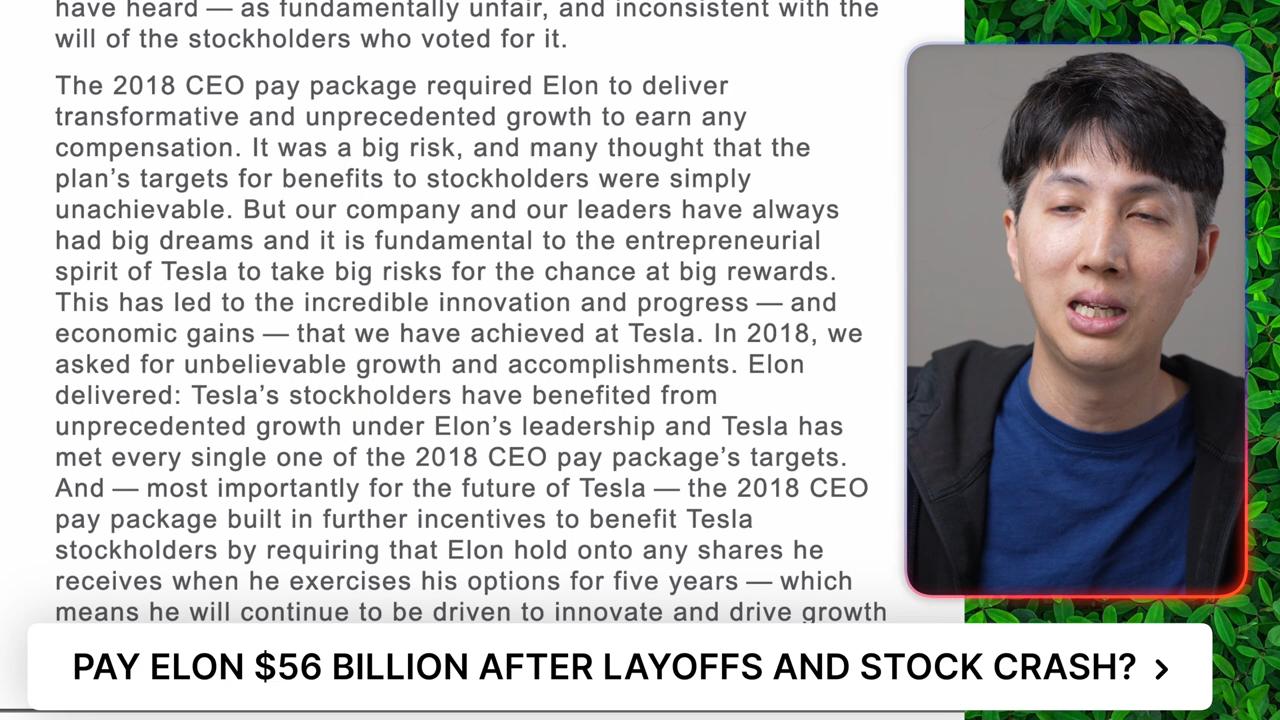 have heard — as fundamentally unfair, and inconsistent with the
will of the stockholders who voted for it.
The 2018 CEO pay package required Elon to deliver
transformative and unprecedented growth to earn any
compensation. It was a big risk, and many thought that the
plan’s targets for benefits to stockholders were simply
unachievable. But our company and our leaders have always
had big dreams and it is fundamental to the entrepreneurial
spirit of Tesla to take big risks for the chance at big rewards.
This has led to the incredible innovation and progress — and
economic gains — that we have achieved at Tesla. In 2018, we
asked for unbelievable growth and accomplishments. Elon
delivered: Tesla’s stockholders have benefited from
unprecedented growth under Elon’s leadership and Tesla has
met every single one of the 2018 CEO pay package’s targets.
And — most importantly for the future of Tesla — the 2018 CEO
pay package built in further incentives to benefit Tesla
stockholders by requiring that Elon hold onto any shares he
receives when he exercises his options for five years — which
means he will continue to be driven to innovate and drive growth
PAY ELON $56 BILLION AFTER LAYOFFS AND STOCK CRASH? >